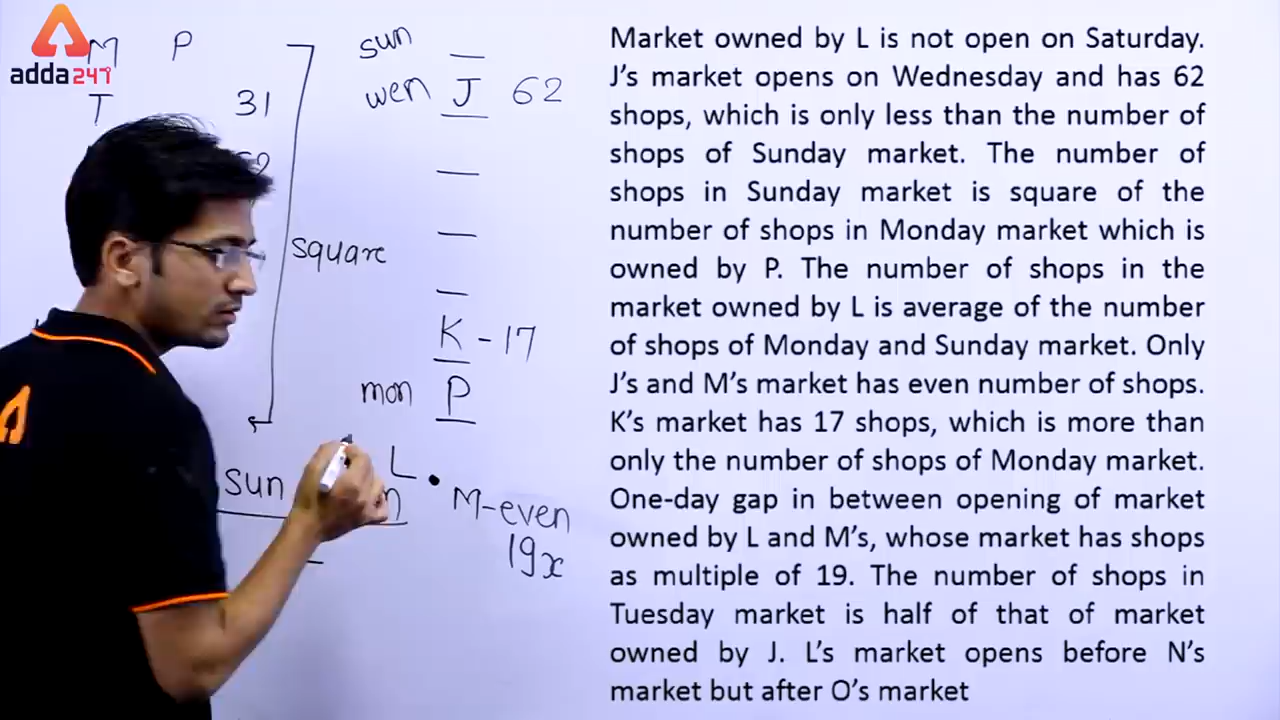 adda247
M P
T 31
square
sun
wen J 62
K - 17
mon P
sun L
M-even
19x
Market owned by L is not open on Saturday.
J's market opens on Wednesday and has 62
shops, which is only less than the number of
shops of Sunday market. The number of
shops in Sunday market is square of the
number of shops in Monday market which is
owned by P. The number of shops in the
market owned by L is average of the number
of shops of Monday and Sunday market. Only
J's and M's market has even number of shops.
K's market has 17 shops, which is more than
only the number of shops of Monday market.
One-day gap in between opening of market
owned by L and M's, whose market has shops
as multiple of 19. The number of shops in
Tuesday market is half of that of market
owned by J. L's market opens before N's
market but after O's market